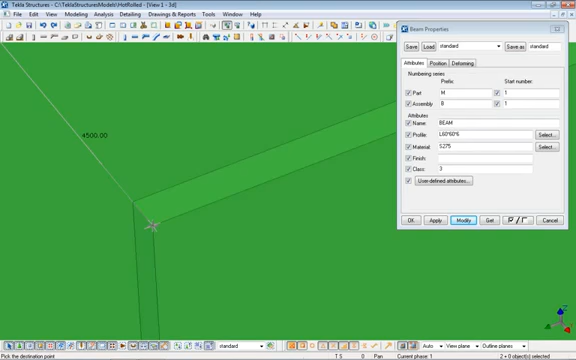 Tekla Structures - C:\TeklaStructuresModels\HotRolled - [View 1 - 3d]
File Edit View Modeling Analysis Detailing Drawings & Reports Tools Window Help
4500.00
Beam Properties
Save Load standard Save as standard
Attributes Position Deforming
Numbering series
Prefix: Start number:
Part M 1
Assembly B 1
Attributes
Name: BEAM
Profile: L60*60*6 Select...
Material: S275 Select...
Finish:
Class: 3
User-defined attributes...
OK Apply Modify Get Cancel
standard Auto View plane Outline planes
Pick the destination point T S 0 Pan Current phase: 1 2 + 0 object(s) selected